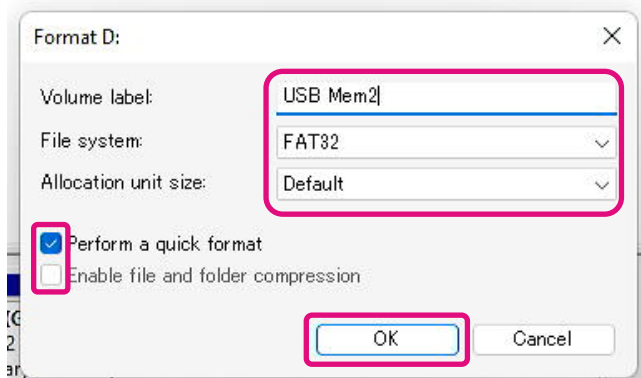 Format D:
Volume label:
USB Mem2
File system:
FAT32
Allocation unit size:
Default
Perform a quick format
Enable file and folder compression
OK
Cancel